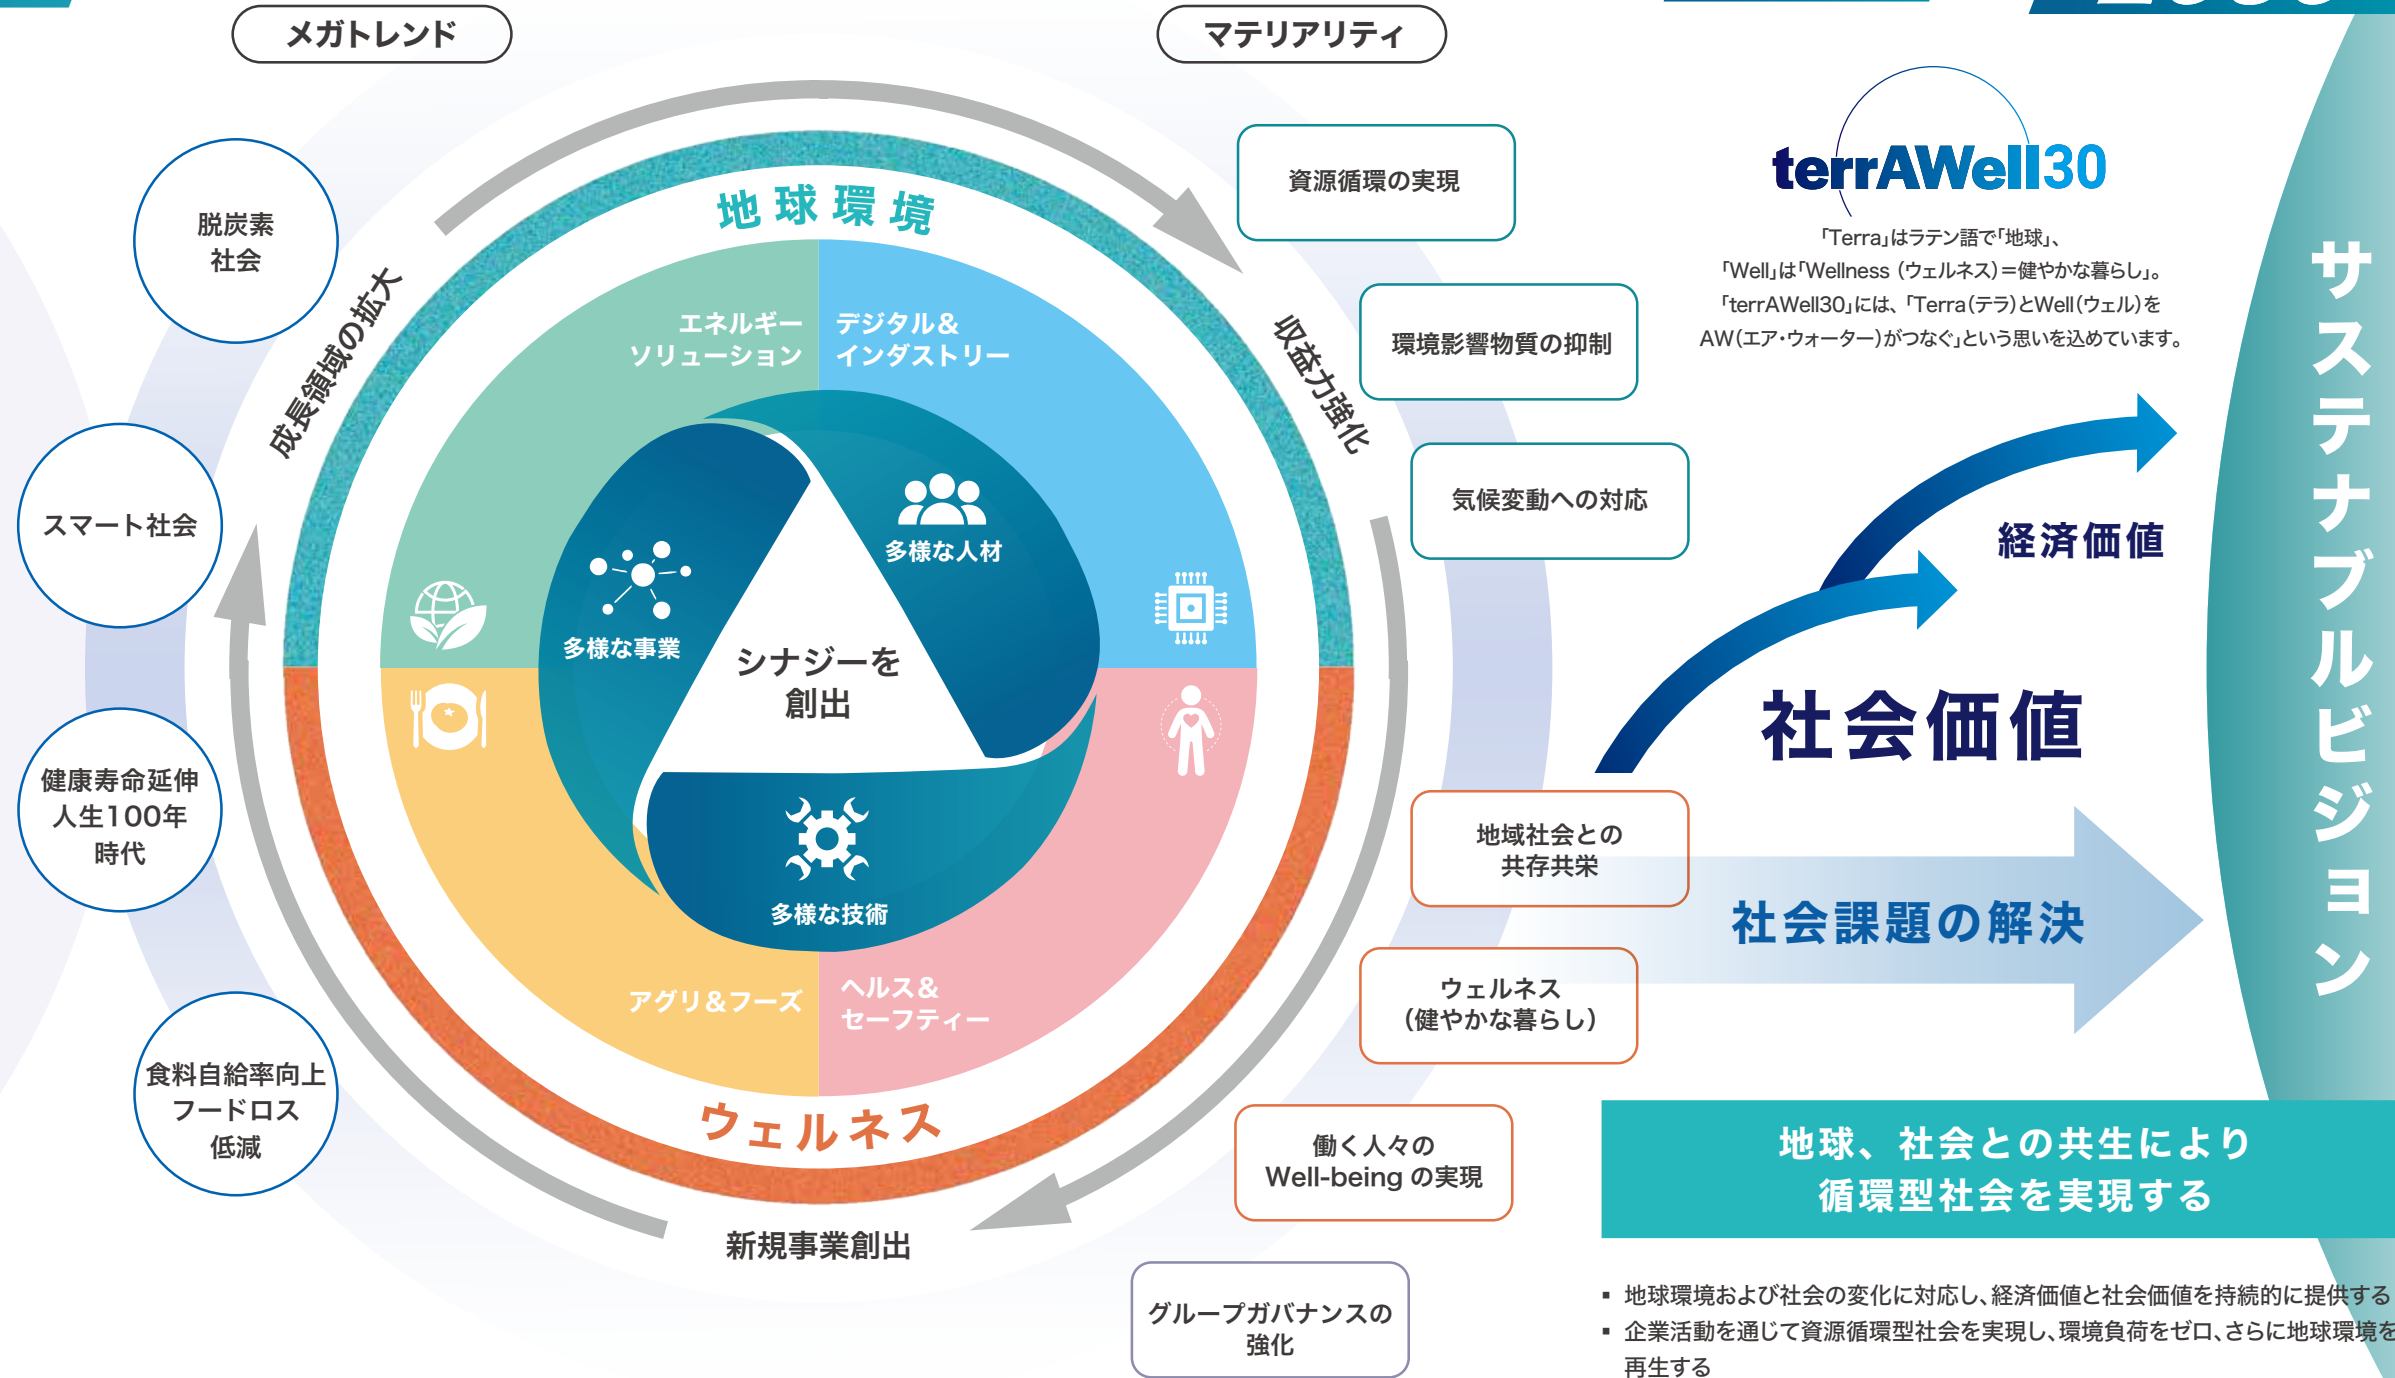 メガトレンド
マテリアリティ
脱炭素
社会
スマート社会
健康寿命延伸
人生100年
時代
食料自給率向上
フードロス
低減
成長領域の拡大
収益力強化
新規事業創出
地球環境
エネルギー
ソリューション
デジタル＆
インダストリー
多様な人材
多様な事業
シナジーを
創出
多様な技術
アグリ＆フーズ
ヘルス＆
セーフティー
ウェルネス
資源循環の実現
環境影響物質の抑制
気候変動への対応
地域社会との
共存共栄
ウェルネス
（健やかな暮らし）
働く人々の
Well-being の実現
グループガバナンスの
強化
terrAWell30
「Terra」はラテン語で「地球」、
「Well」は「Wellness（ウェルネス）＝健やかな暮らし」。
「terrAWell30」には、「Terra（テラ）とWell（ウェル）を
AW（エア・ウォーター）がつなぐ」という思いを込めています。
経済価値
社会価値
社会課題の解決
サステナブルビジョン
地球、社会との共生により
循環型社会を実現する
▪ 地球環境および社会の変化に対応し、経済価値と社会価値を持続的に提供する
▪ 企業活動を通じて資源循環型社会を実現し、環境負荷をゼロ、さらに地球環境を
再生する